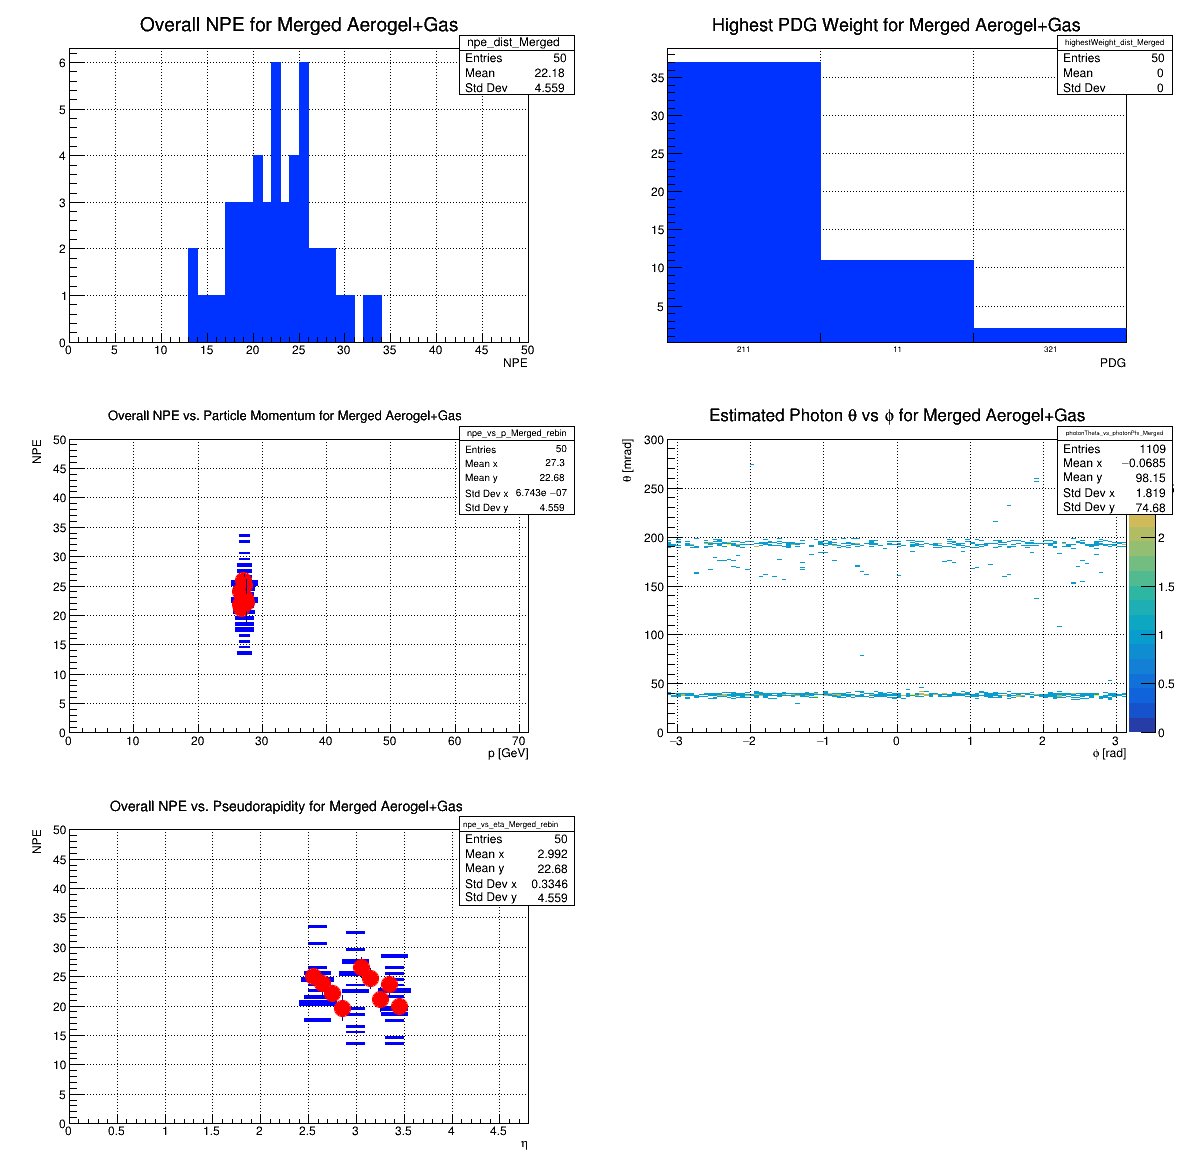 Overall NPE for Merged Aerogel+Gas
npe_dist_Merged
Entries 50
Mean 22.18
Std Dev 4.559
6
5
4
3
2
1
0
0 5 10 15 20 25 30 35 40 45 50
NPE
Highest PDG Weight for Merged Aerogel+Gas
highestWeight_dist_Merged
Entries 50
Mean 0
Std Dev 0
35
30
25
20
15
10
5
211 11 321
PDG
Overall NPE vs. Particle Momentum for Merged Aerogel+Gas
npe_vs_p_Merged_rebin
Entries 50
Mean x 27.3
Mean y 22.68
Std Dev x 6.743e −07
Std Dev y 4.559
NPE
50
45
40
35
30
25
20
15
10
5
0
0 10 20 30 40 50 60 70
p [GeV]
Estimated Photon θ vs ϕ for Merged Aerogel+Gas
photonTheta_vs_photonPhi_Merged
Entries 1109
Mean x −0.0685
Mean y 98.15
Std Dev x 1.819
Std Dev y 74.68
θ [mrad]
300
250
200
150
100
50
0
−3 −2 −1 0 1 2 3
ϕ [rad]
2
1.5
1
0.5
0
Overall NPE vs. Pseudorapidity for Merged Aerogel+Gas
npe_vs_eta_Merged_rebin
Entries 50
Mean x 2.992
Mean y 22.68
Std Dev x 0.3346
Std Dev y 4.559
NPE
50
45
40
35
30
25
20
15
10
5
0
0 0.5 1 1.5 2 2.5 3 3.5 4 4.5
η